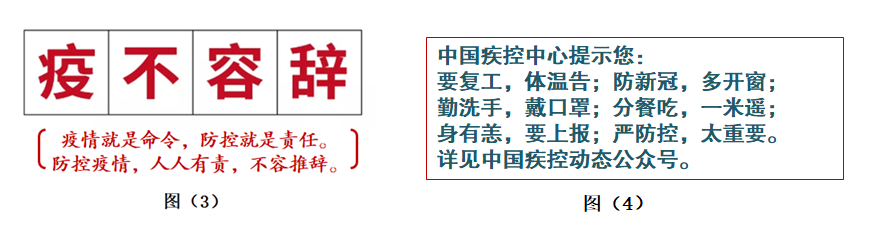 疫不容辞
疫情就是命令，防控就是责任。
防控疫情，人人有责，不容推辞。
图（3）
中国疾控中心提示您：
要复工，体温告；防新冠，多开窗；
勤洗手，戴口罩；分餐吃，一米遥；
身有恙，要上报；严防控，太重要。
详见中国疾控动态公众号。
图（4）